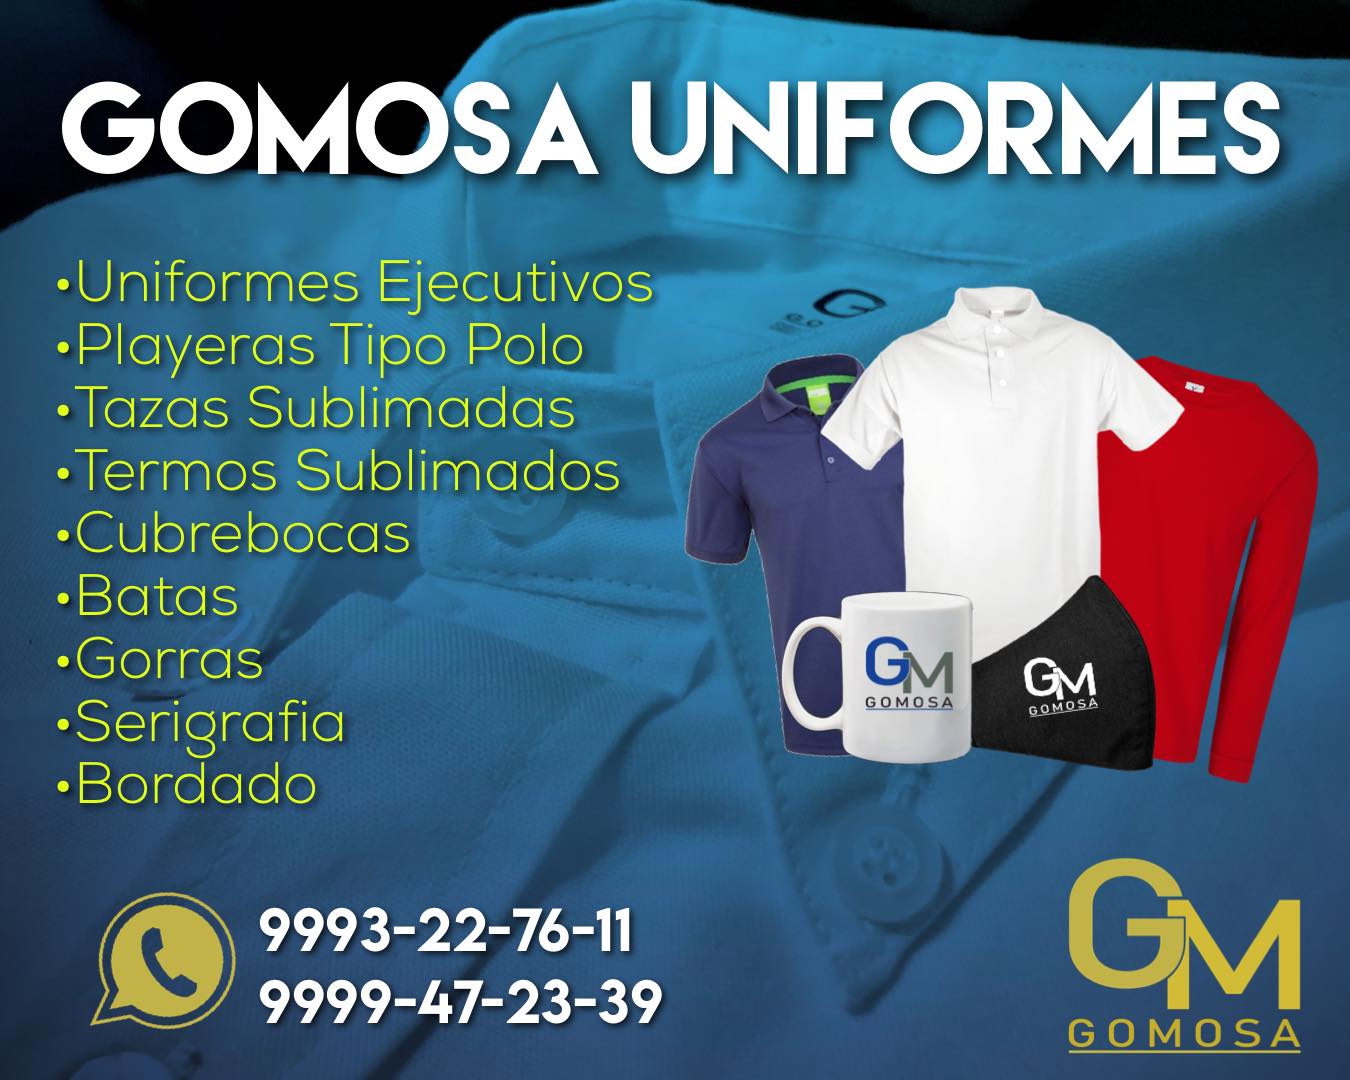 GOMOSA UNIFORMES
•Uniformes Ejecutivos
•Playeras Tipo Polo
•Tazas Sublimadas
•Termos Sublimados
•Cubrebocas
•Batas
•Gorras
•Serigrafia
•Bordado
GM
GOMOSA
GM
GOMOSA
9993-22-76-11
9999-47-23-39
GM
GOMOSA